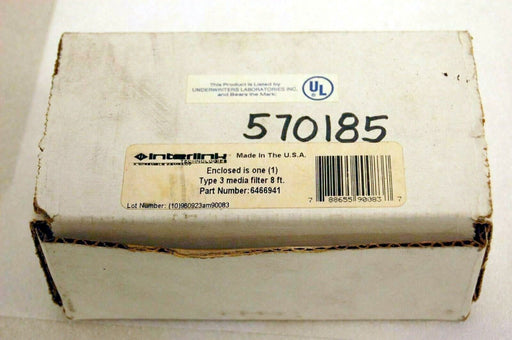 This Product is Listed by
UNDERWRITERS LABORATORIES INC.
and Bears the Mark:
UL
570185
interlink
TECHNOLOGIES
Made In The U.S.A.
Enclosed is one (1)
Type 3 media filter 8 ft.
Part Number:6466941
Lot Number: (10)960923am90083
7 88655 90083 7